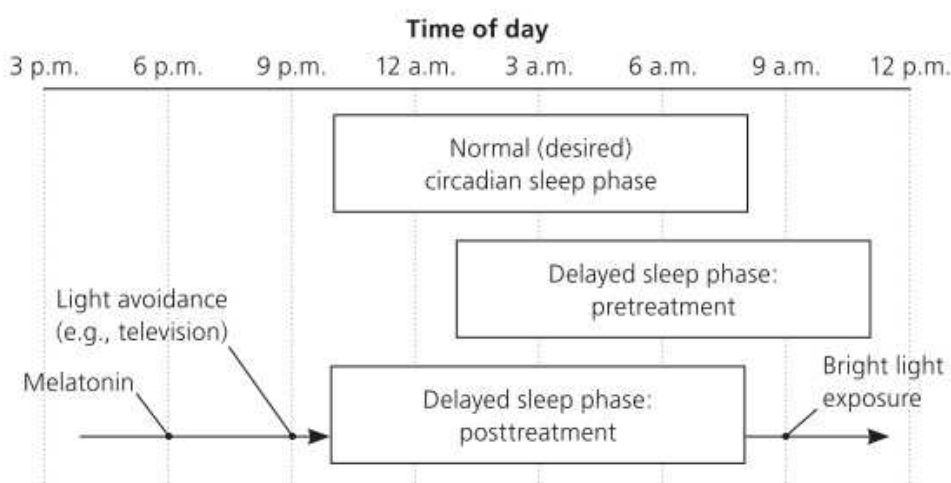 Time of day
3 p.m. 6 p.m. 9 p.m. 12 a.m. 3 a.m. 6 a.m. 9 a.m. 12 p.m.
Normal (desired)
circadian sleep phase
Delayed sleep phase:
pretreatment
Light avoidance
(e.g., television)
Melatonin
Delayed sleep phase:
posttreatment
Bright light
exposure